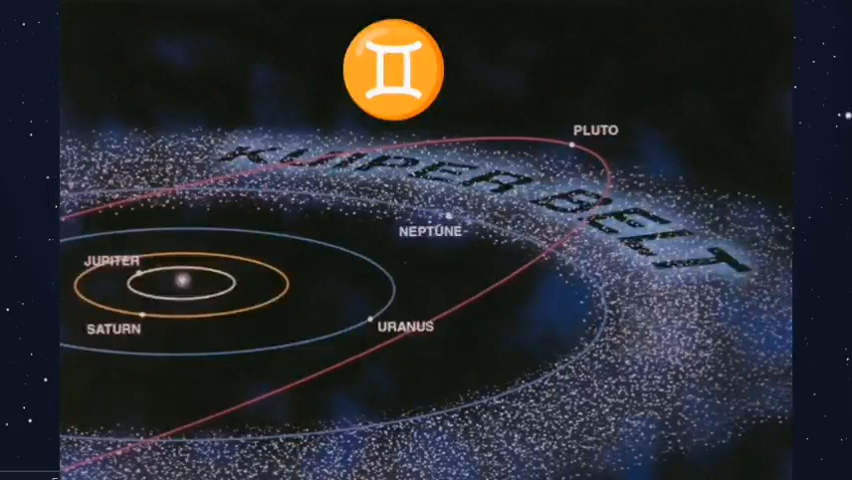 ♊
PLUTO
KUIPER BELT
NEPTUNE
JUPITER
SATURN
URANUS